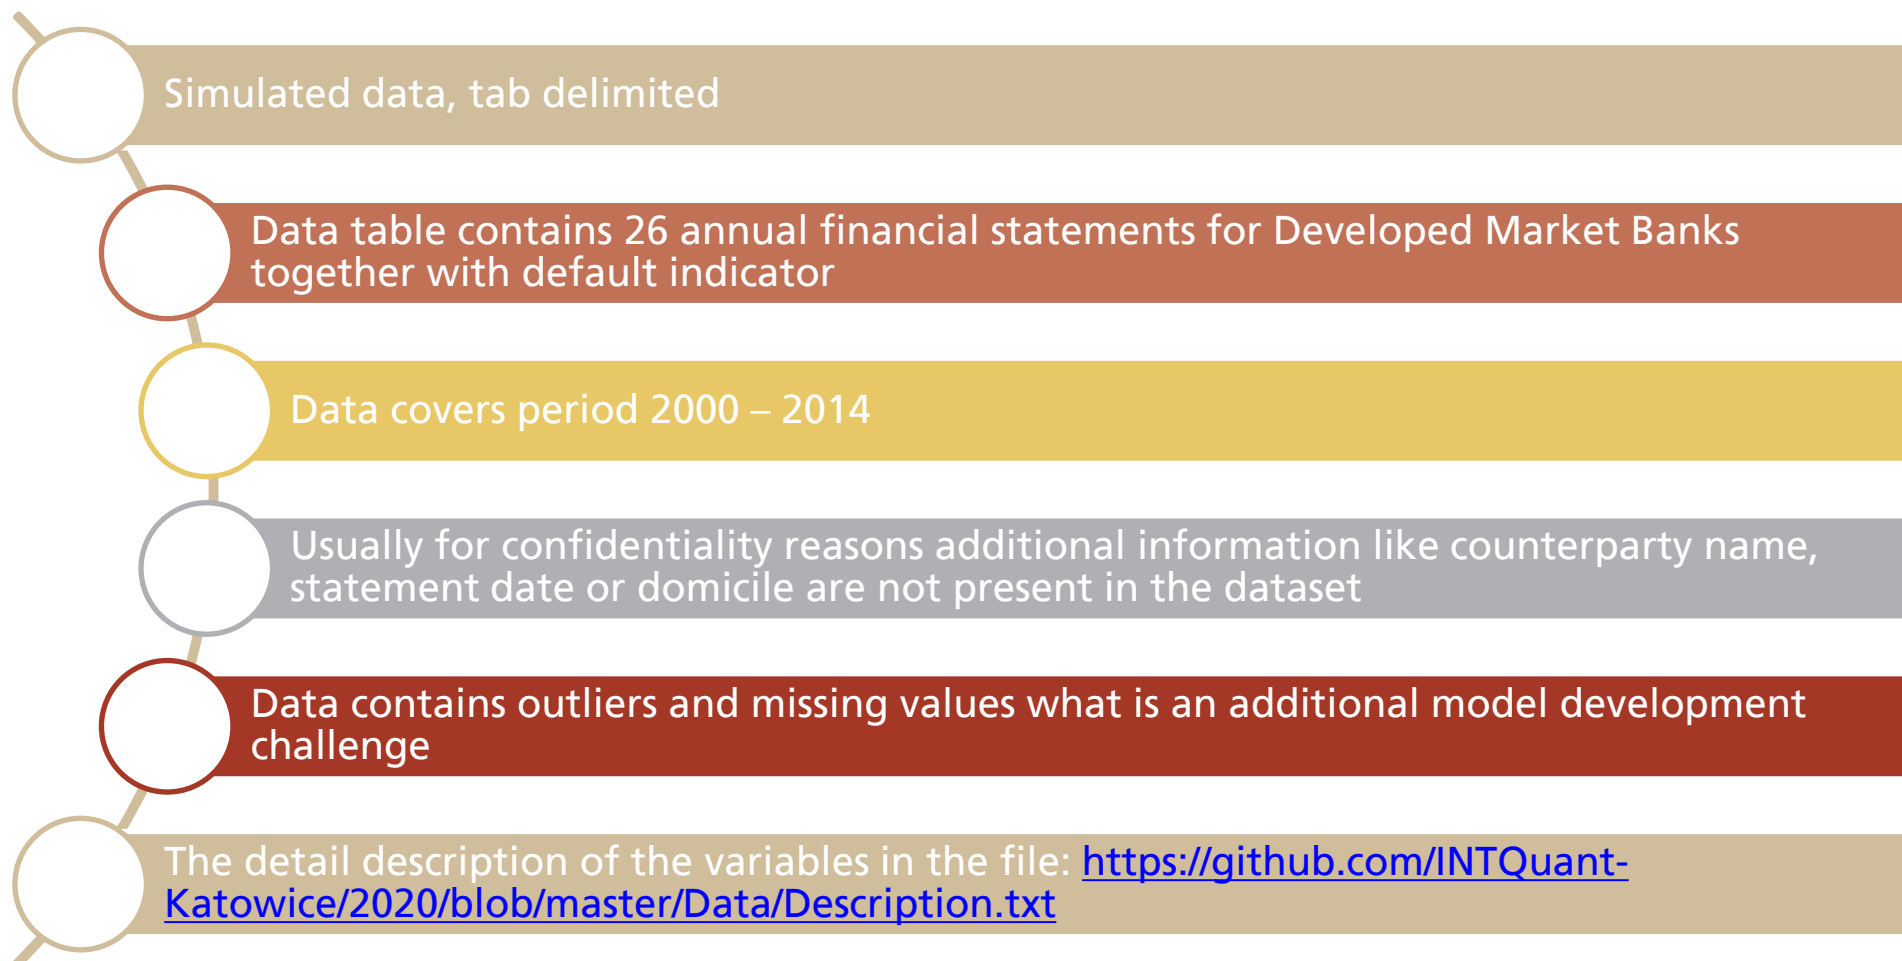 Simulated data, tab delimited
Data table contains 26 annual financial statements for Developed Market Banks
together with default indicator
Data covers period 2000 – 2014
Usually for confidentiality reasons additional information like counterparty name,
statement date or domicile are not present in the dataset
Data contains outliers and missing values what is an additional model development
challenge
The detail description of the variables in the file: https://github.com/INTQuant-
Katowice/2020/blob/master/Data/Description.txt